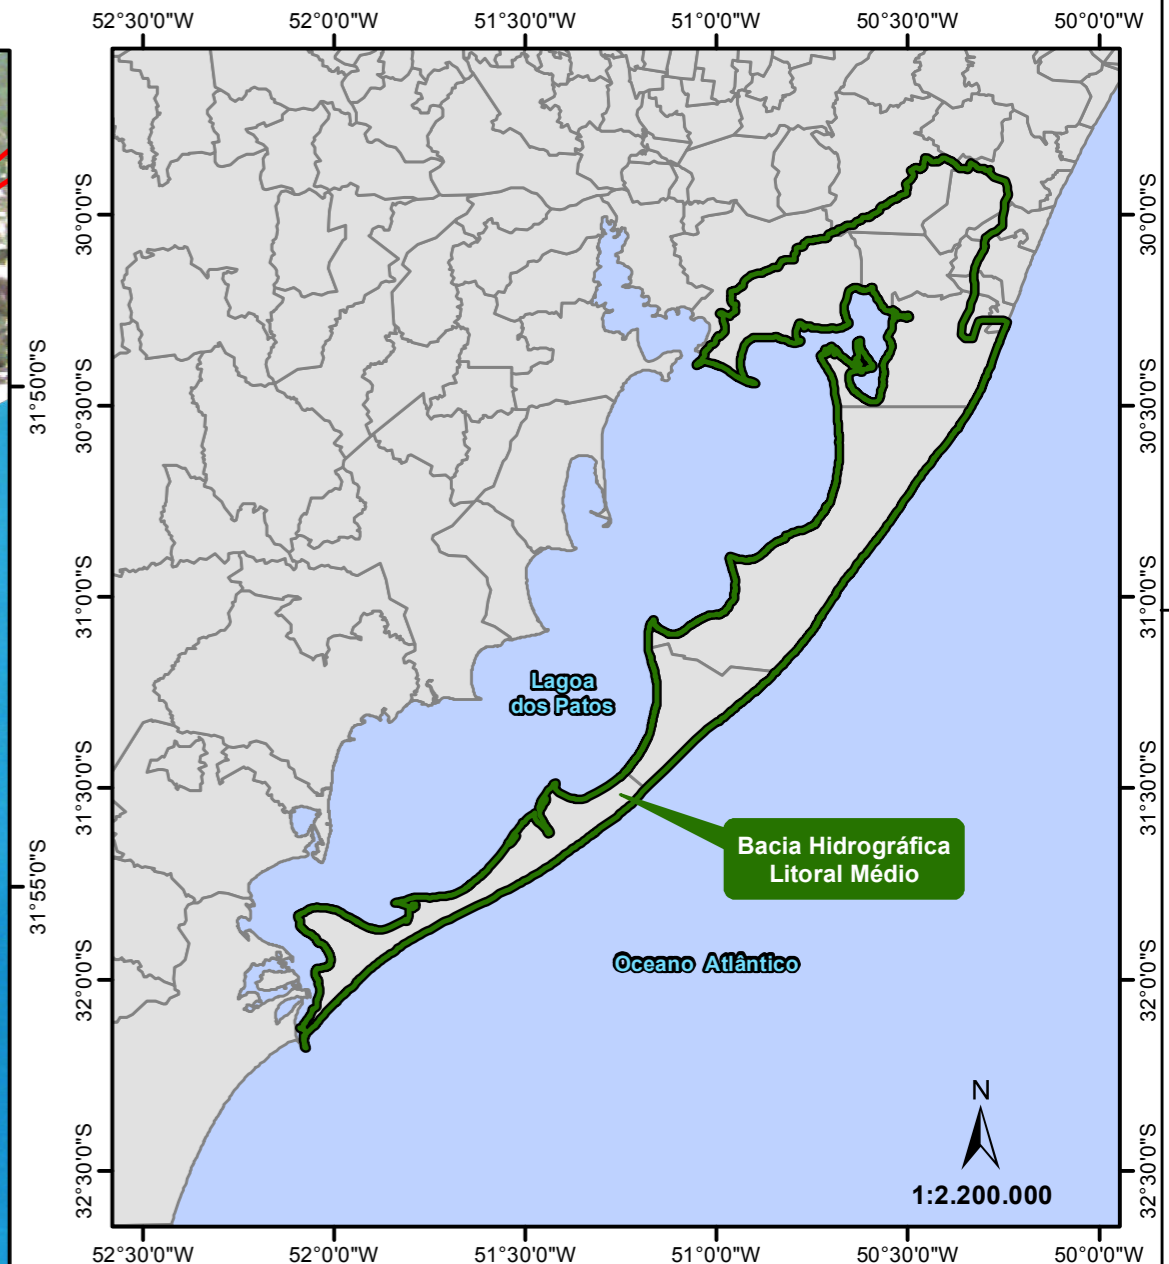 52°30'0"W 52°0'0"W 51°30'0"W 51°0'0"W 50°30'0"W 50°0'0"W
30°0'0"S
30°0'0"S
31°50'0"S
30°30'0"S
30°30'0"S
31°0'0"S
31°0'0"S
Lagoa
dos Patos
31°30'0"S
31°30'0"S
Bacia Hidrográfica
Litoral Médio
31°55'0"S
Oceano Atlântico
32°0'0"S
32°0'0"S
N
32°30'0"S
32°30'0"S
1:2.200.000
52°30'0"W 52°0'0"W 51°30'0"W 51°0'0"W 50°30'0"W 50°0'0"W